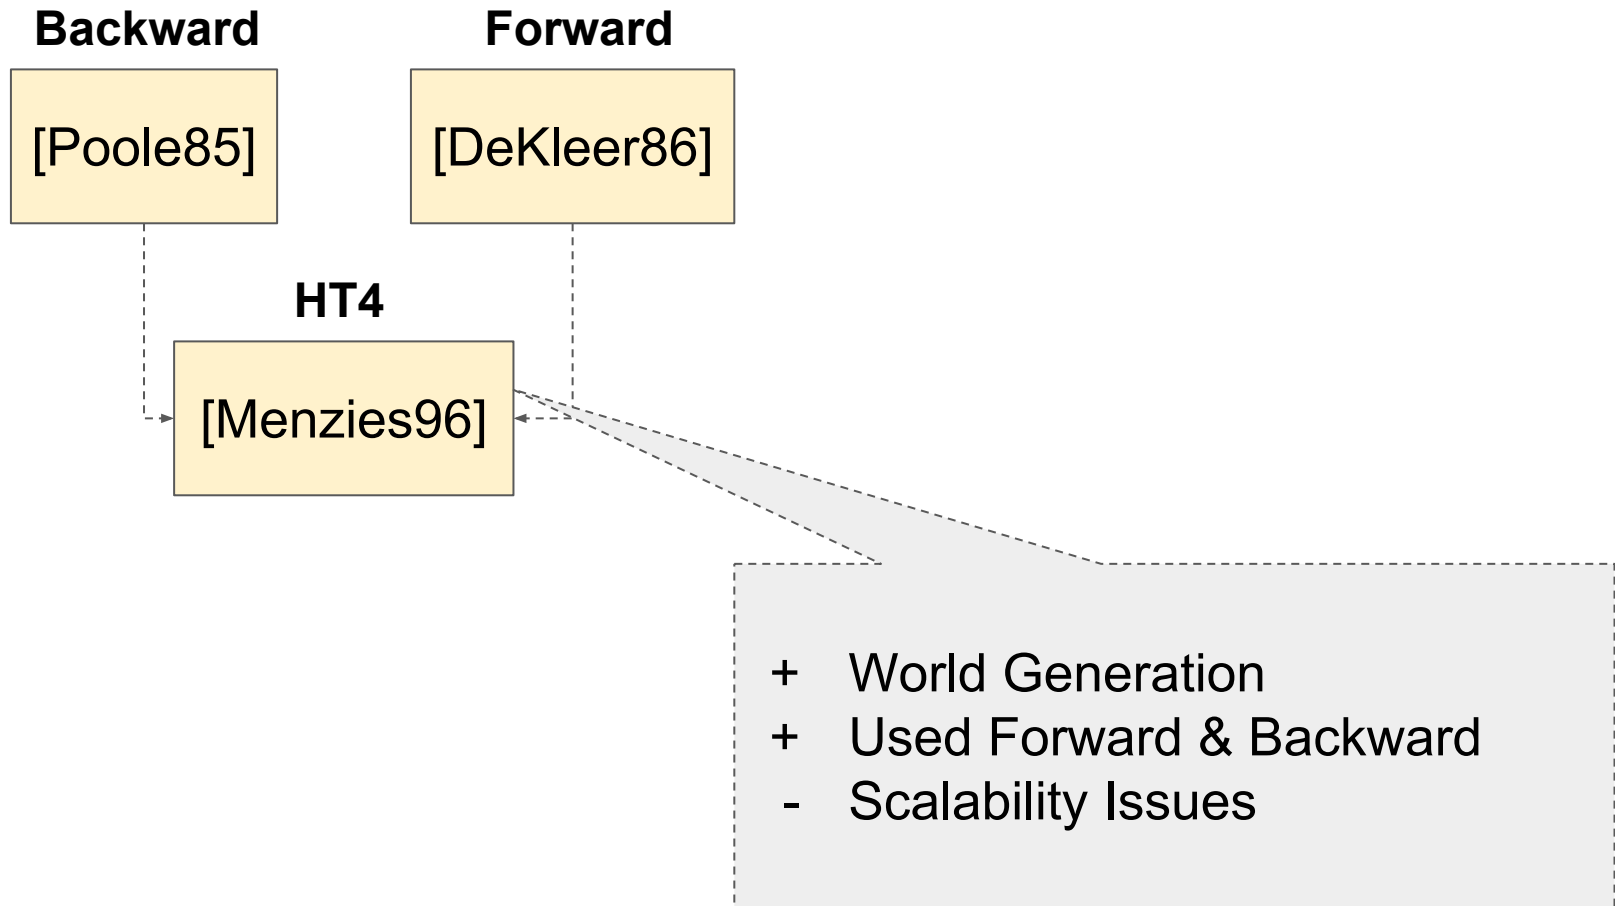 Backward
Forward
[Poole85]
[DeKleer86]
HT4
[Menzies96]
+ World Generation
+ Used Forward & Backward
- Scalability Issues